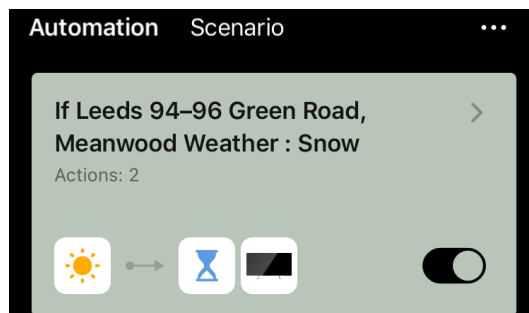 Automation Scenario
If Leeds 94–96 Green Road,
Meanwood Weather : Snow
Actions: 2